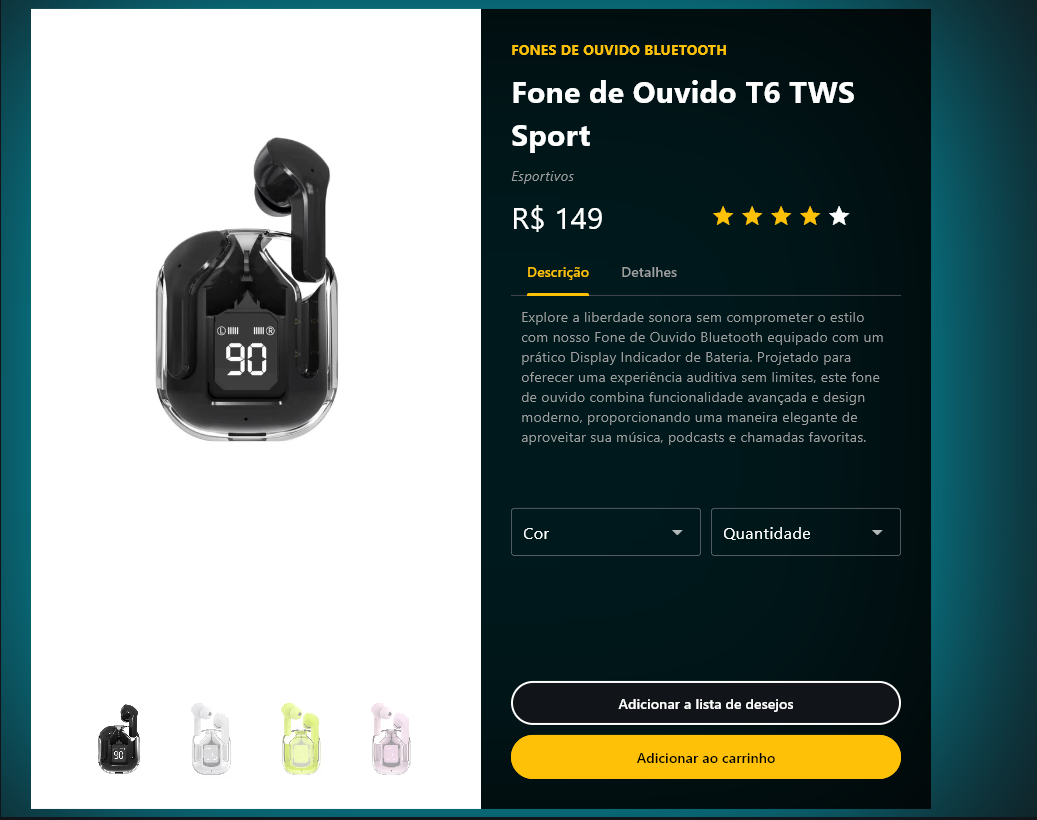 FONES DE OUVIDO BLUETOOTH
Fone de Ouvido T6 TWS
Sport
Esportivos
R$ 149
Descrição Detalhes
Explore a liberdade sonora sem comprometer o estilo
com nosso Fone de Ouvido Bluetooth equipado com um
prático Display Indicador de Bateria. Projetado para
oferecer uma experiência auditiva sem limites, este fone
de ouvido combina funcionalidade avançada e design
moderno, proporcionando uma maneira elegante de
aproveitar sua música, podcasts e chamadas favoritas.
Cor Quantidade
Adicionar a lista de desejos
Adicionar ao carrinho
L R
90
90